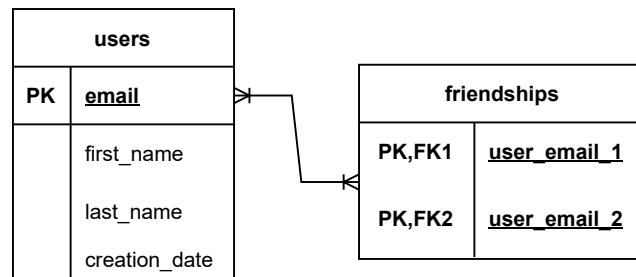 users
PK email
first_name
last_name
creation_date
friendships
PK,FK1 user_email_1
PK,FK2 user_email_2